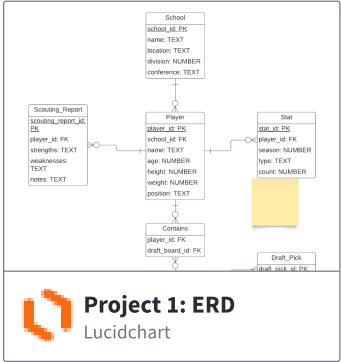 School
school_id: PK
name: TEXT
location: TEXT
division: NUMBER
conference: TEXT
Scouting_Report
scouting_report_id:
PK
player_id: FK
strengths: TEXT
weaknesses:
TEXT
notes: TEXT
Player
player_id: PK
school_id: FK
name: TEXT
age: NUMBER
height: NUMBER
weight: NUMBER
position: TEXT
Stat
stat_id: PK
player_id: FK
season: NUMBER
type: TEXT
count: NUMBER
Contains
player_id: FK
draft_board_id: FK
Draft_Pick
draft_pick_id: PK
Project 1: ERD
Lucidchart